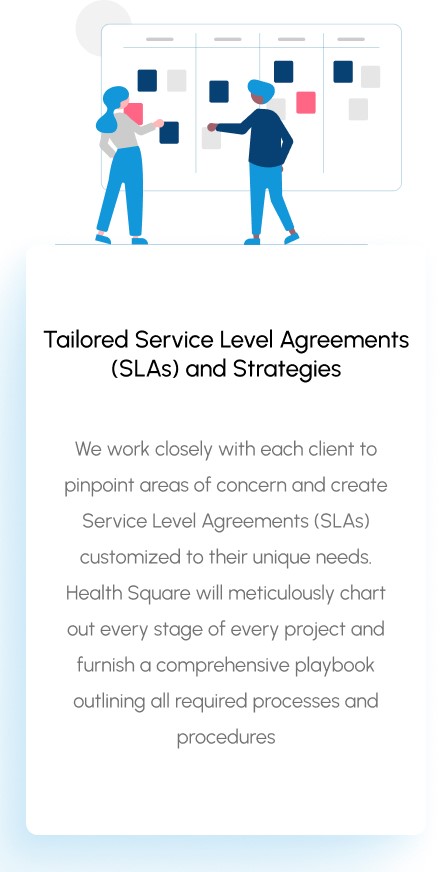 Tailored Service Level Agreements
(SLAs) and Strategies
We work closely with each client to
pinpoint areas of concern and create
Service Level Agreements (SLAs)
customized to their unique needs.
Health Square will meticulously chart
out every stage of every project and
furnish a comprehensive playbook
outlining all required processes and
procedures